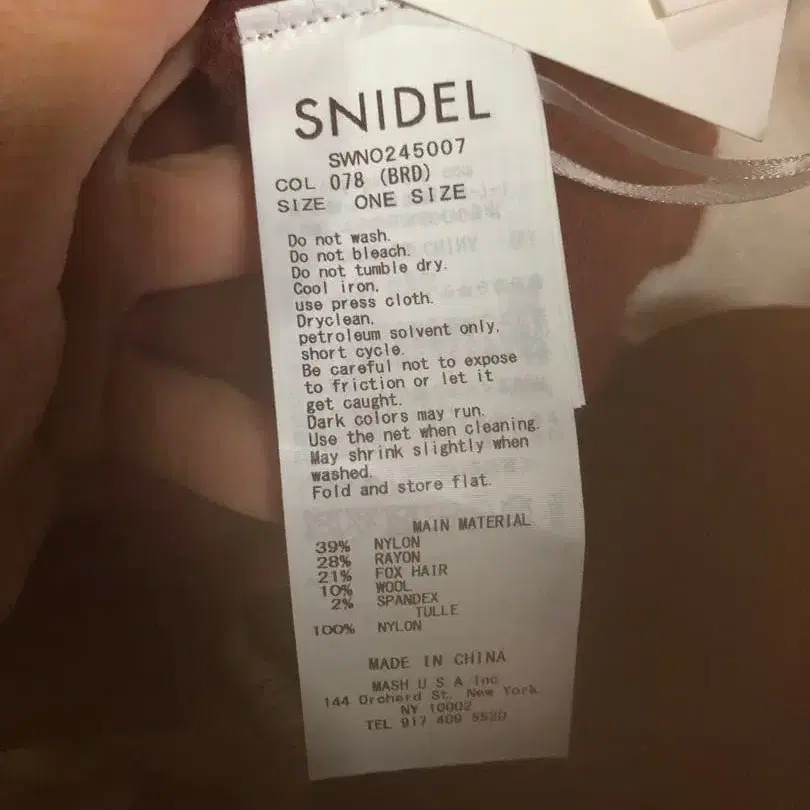 SNIDEL
SWNO245007
COL 078 (BRD)
SIZE ONE SIZE
Do not wash.
Do not bleach.
Do not tumble dry.
Cool iron,
use press cloth.
Dryclean,
petroleum solvent only,
short cycle.
Be careful not to expose
to friction or let it
get caught.
Dark colors may run.
Use the net when cleaning.
May shrink slightly when
washed.
Fold and store flat.
MAIN MATERIAL
39% NYLON
28% RAYON
21% FOX HAIR
10% WOOL
2% SPANDEX
TULLE
100% NYLON
MADE IN CHINA
MASH U S A Inc
144 Orcherd St. New York
NY 10002
TEL 917 409 5520